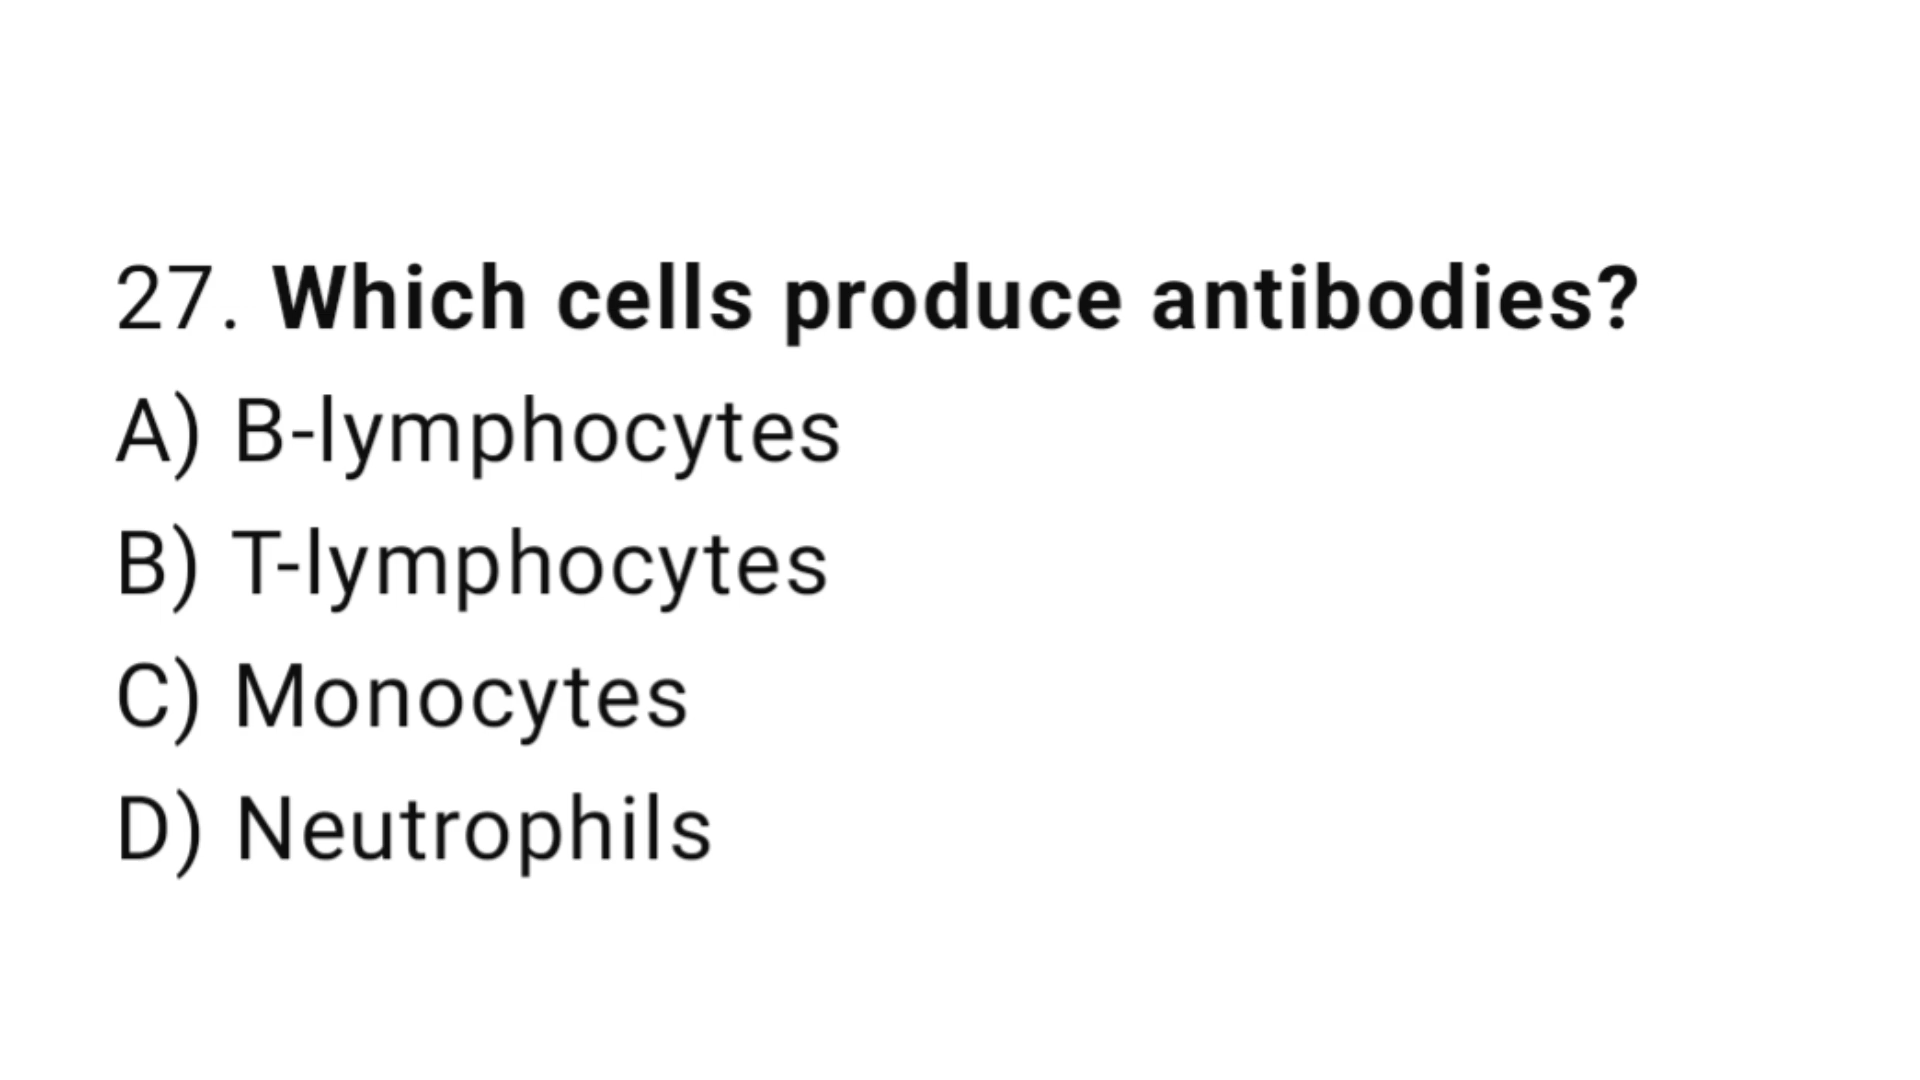 27. Which cells produce antibodies?
A) B-lymphocytes
B) T-lymphocytes
C) Monocytes
D) Neutrophils